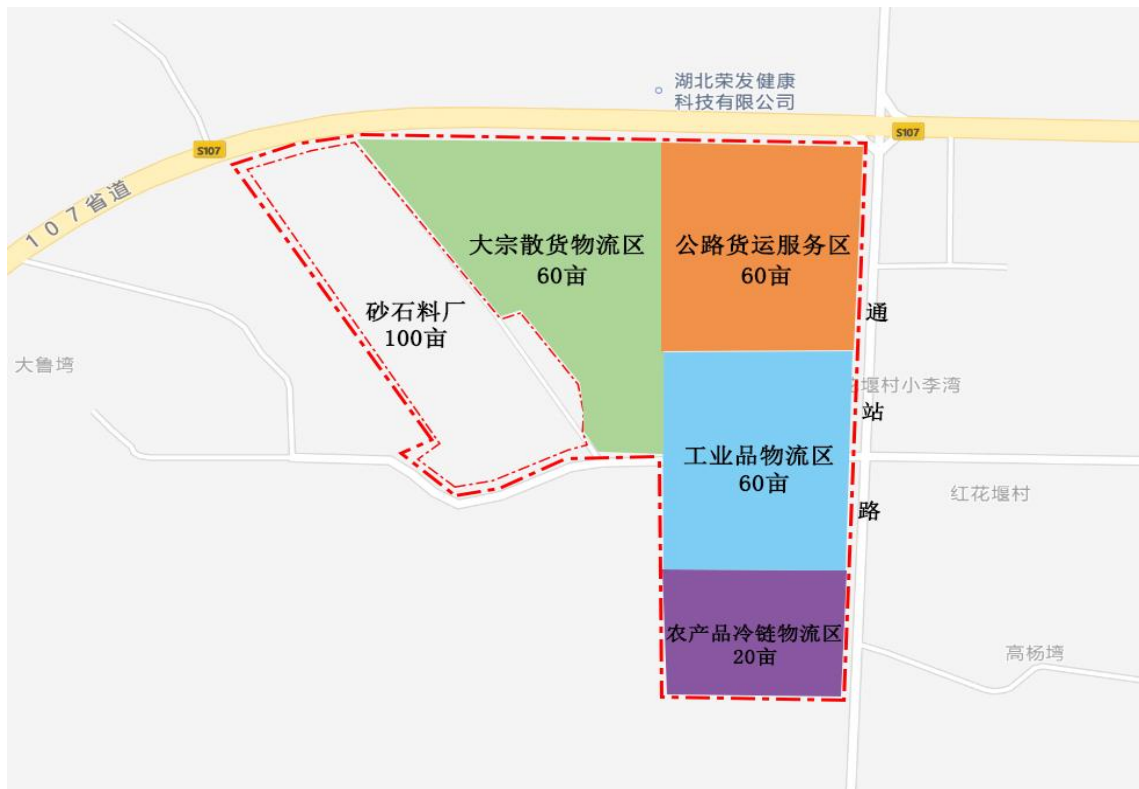 湖北荣发健康
科技有限公司
S107
S107
107省道
大宗散货物流区
60亩
公路货运服务区
60亩
砂石料厂
100亩
通
大鲁塆
堰村小李湾
站
工业品物流区
60亩
红花堰村
路
农产品冷链物流区
20亩
高杨塆